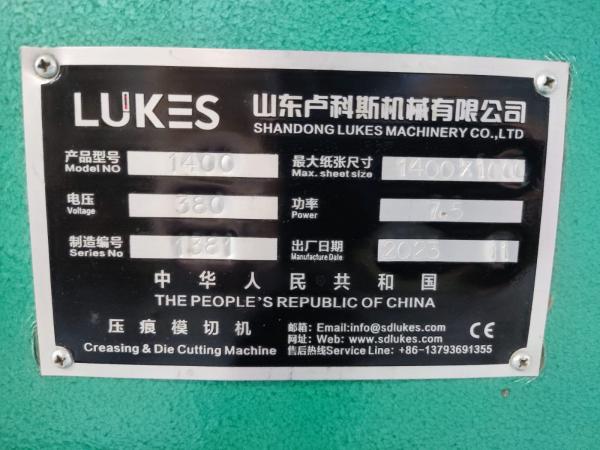 LUKES 山东卢科斯机械有限公司
SHANDONG LUKES MACHINERY CO.,LTD
产品型号 1400 最大纸张尺寸
Model NO Max. sheet size
电压 380 功率 7.5
Voltage Power
制造编号 1381 出厂日期 2023 11
Series No Manufacture Date
中华人民共和国
THE PEOPLE'S REPUBLIC OF CHINA
压痕模切机 邮箱: Email:info@sdlukes.com
网址: Web: www.sdlukes.com CE
Creasing & Die Cutting Machine 售后热线Service Line: +86-13793691355